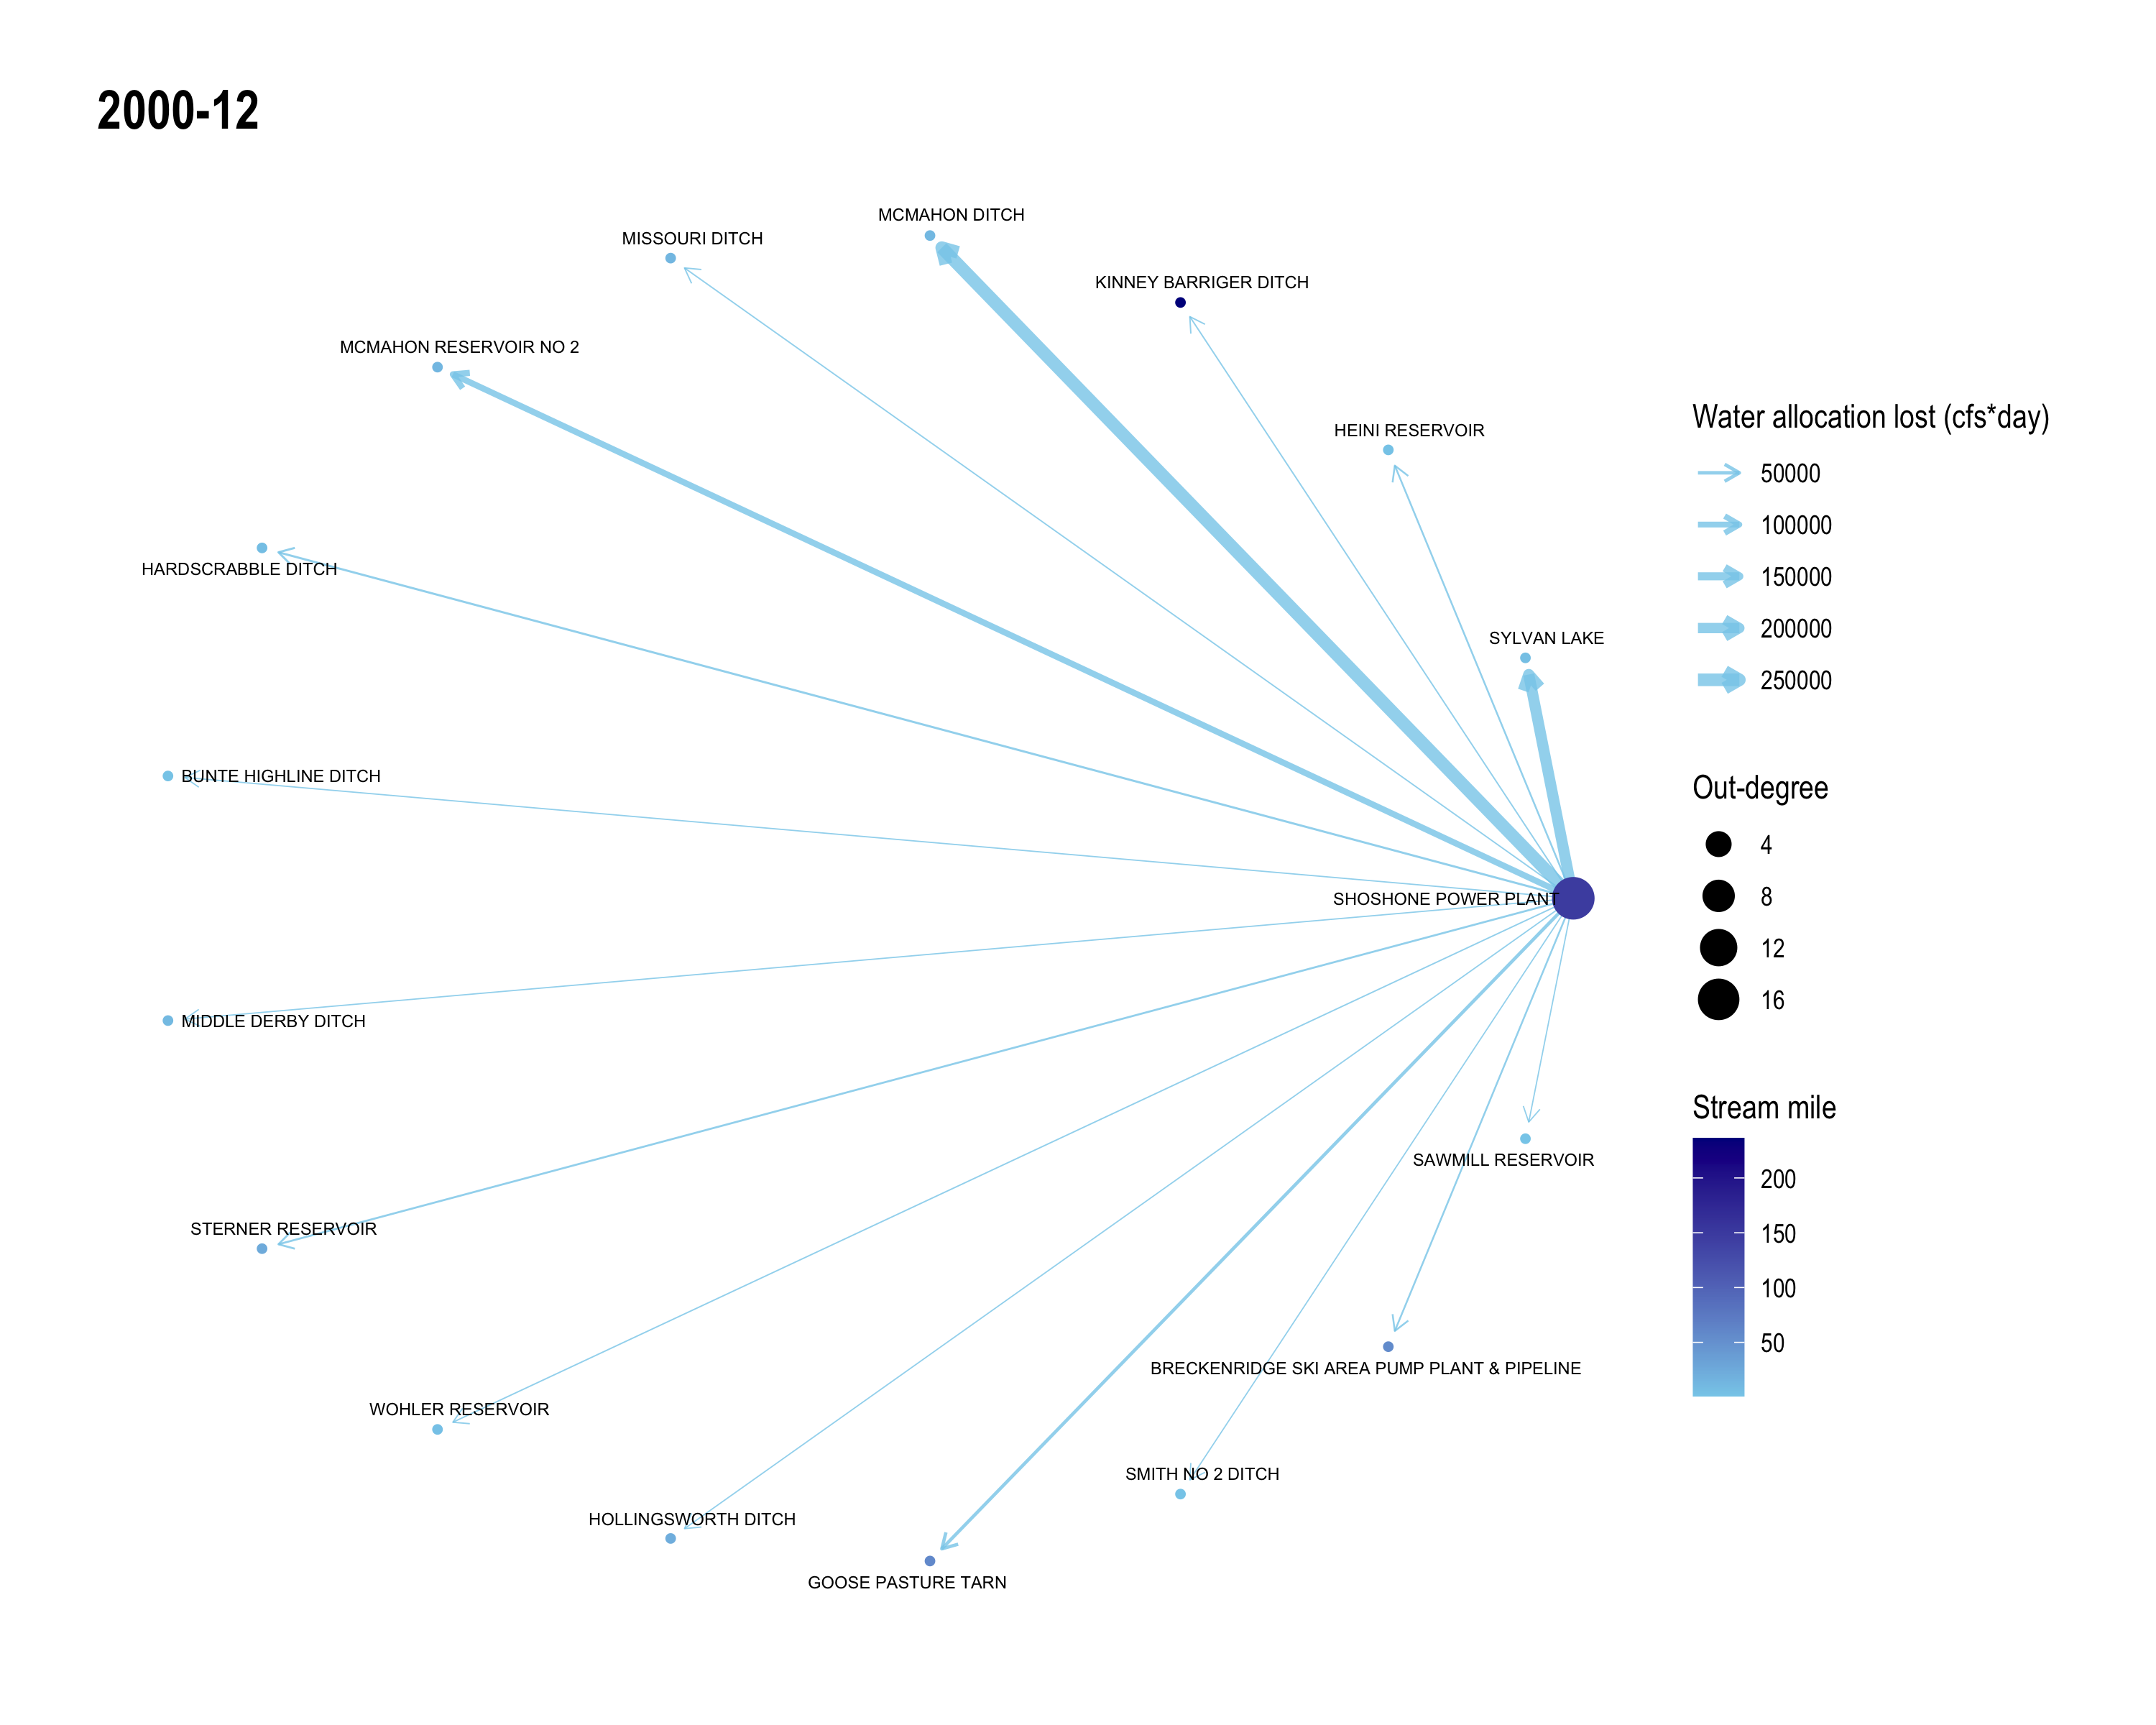 2000-12
MCMAHON DITCH
MISSOURI DITCH
KINNEY BARRIGER DITCH
MCMAHON RESERVOIR NO 2
HEINI RESERVOIR
HARDSCRABBLE DITCH
SYLVAN LAKE
BUNTE HIGHLINE DITCH
SHOSHONE POWER PLANT
MIDDLE DERBY DITCH
SAWMILL RESERVOIR
STERNER RESERVOIR
BRECKENRIDGE SKI AREA PUMP PLANT & PIPELINE
WOHLER RESERVOIR
SMITH NO 2 DITCH
HOLLINGSWORTH DITCH
GOOSE PASTURE TARN
Water allocation lost (cfs*day)
50000
100000
150000
200000
250000
Out-degree
4
8
12
16
Stream mile
200
150
100
50